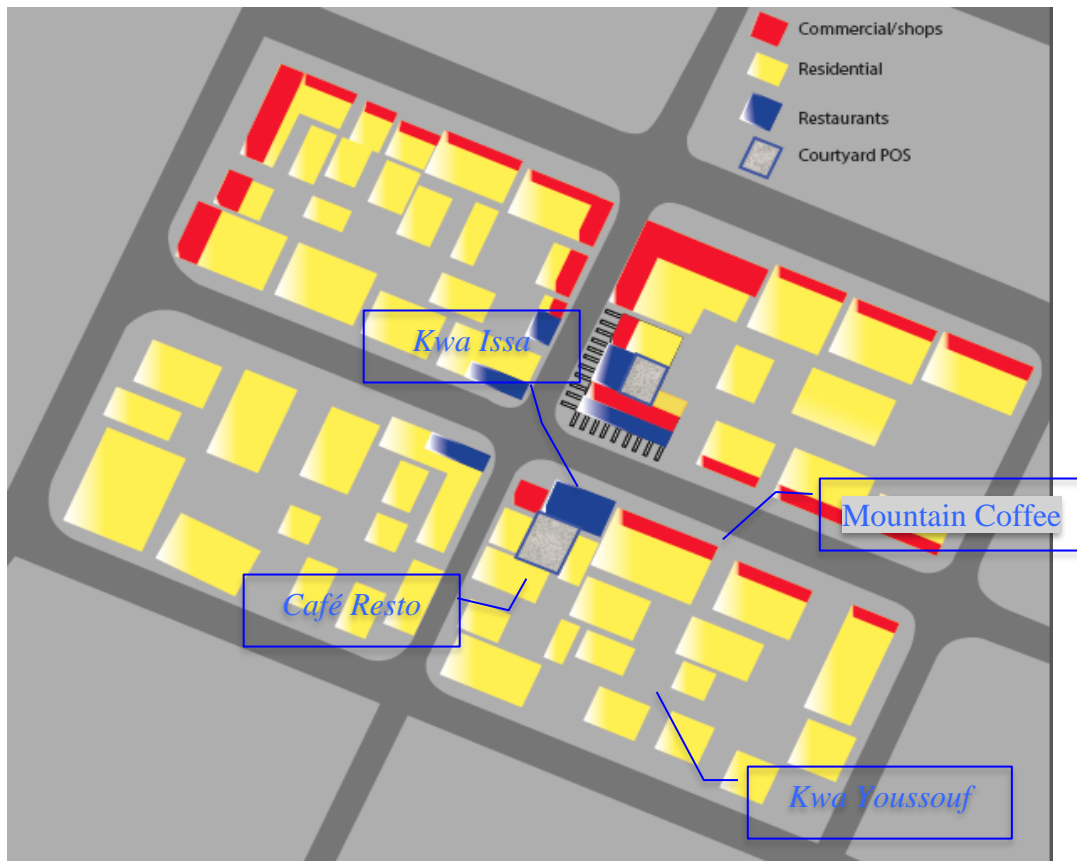 Commercial/shops
Residential
Restaurants
Courtyard POS
Kwa Issa
Mountain Coffee
Café Resto
Kwa Youssouf